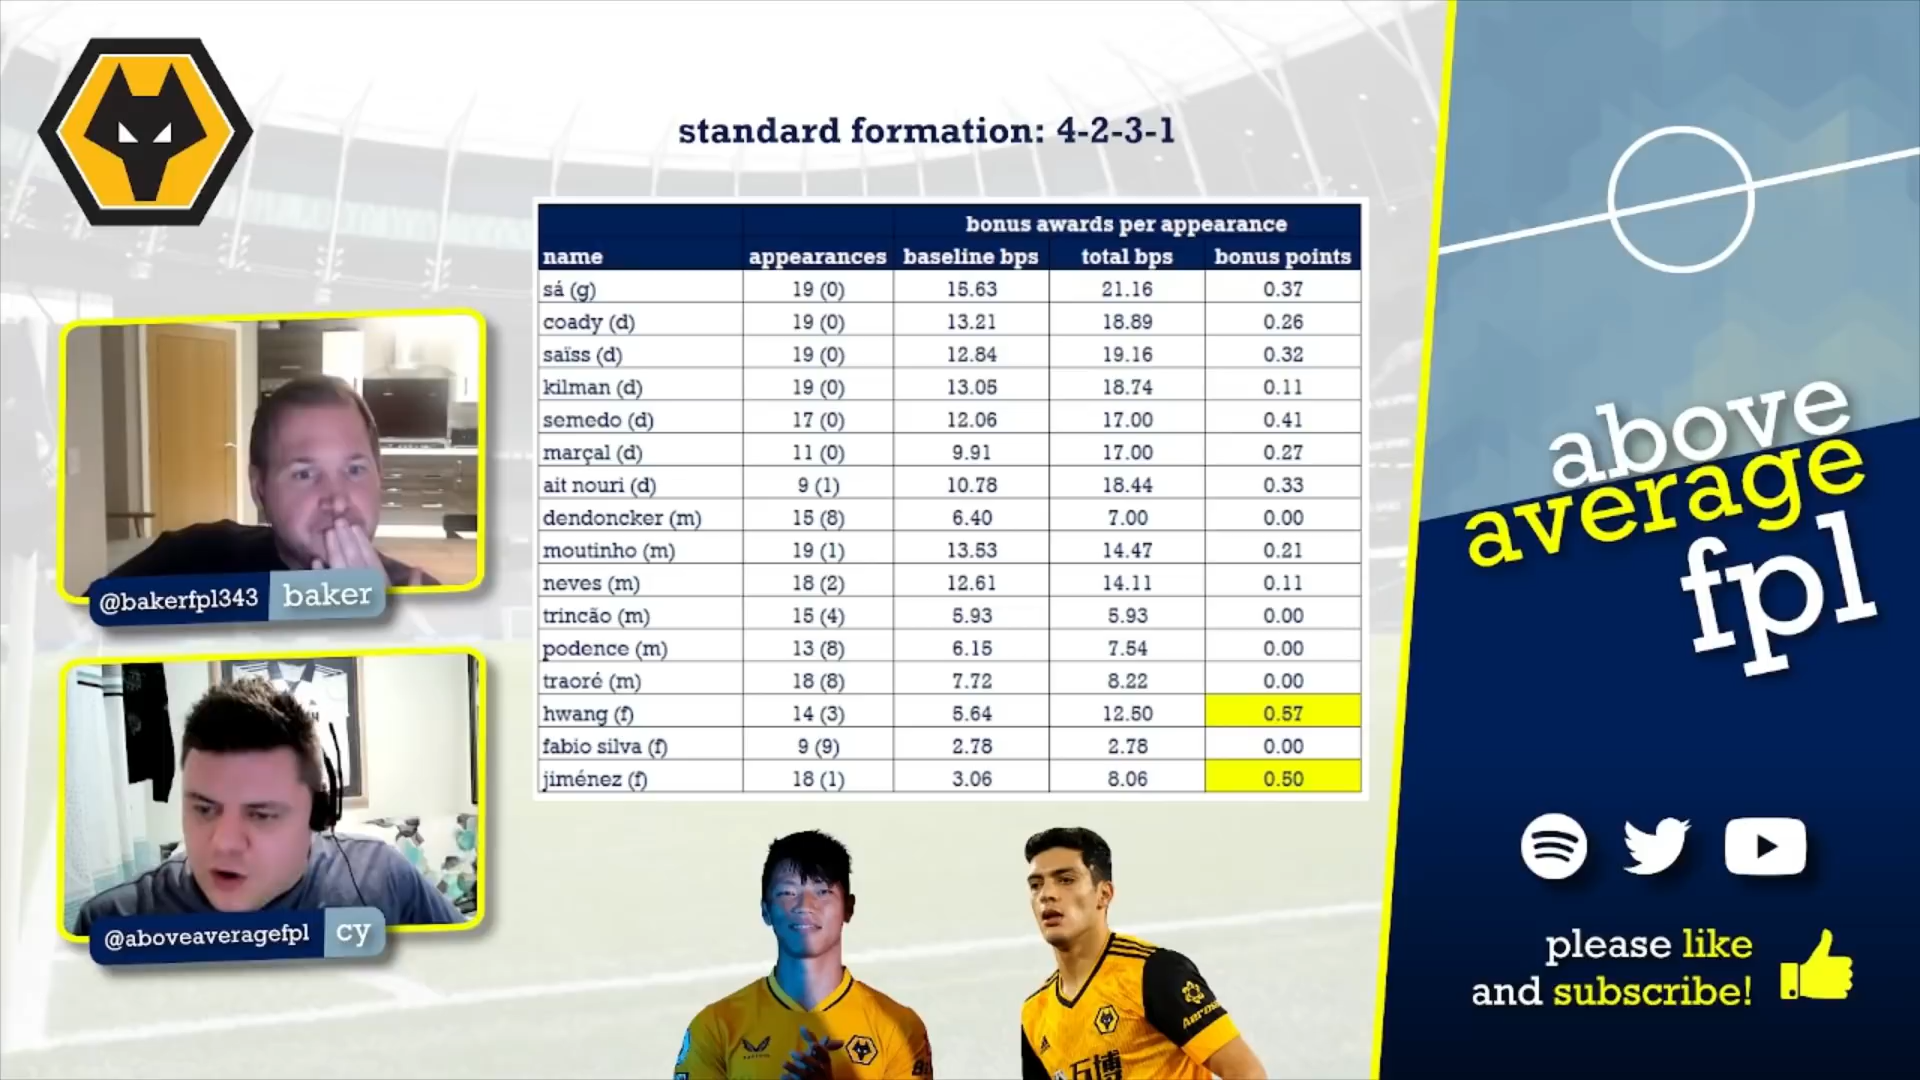 standard formation: 4-2-3-1
bonus awards per appearance
name appearances baseline bps total bps bonus points
sá (g) 19 (0) 15.63 21.16 0.37
coady (d) 19 (0) 13.21 18.89 0.26
saïss (d) 19 (0) 12.84 19.16 0.32
kilman (d) 19 (0) 13.05 18.74 0.11
semedo (d) 17 (0) 12.06 17.00 0.41
marçal (d) 11 (0) 9.91 17.00 0.27
ait nouri (d) 9 (1) 10.78 18.44 0.33
dendoncker (m) 15 (8) 6.40 7.00 0.00
moutinho (m) 19 (1) 13.53 14.47 0.21
neves (m) 18 (2) 12.61 14.11 0.11
trincão (m) 15 (4) 5.93 5.93 0.00
podence (m) 13 (8) 6.15 7.54 0.00
traoré (m) 18 (8) 7.72 8.22 0.00
hwang (f) 14 (3) 5.64 12.50 0.57
fabio silva (f) 9 (9) 2.78 2.78 0.00
jiménez (f) 18 (1) 3.06 8.06 0.50
@bakerfpl343 baker
@aboveaveragefpl cy
above
average
fpl
please like
and subscribe!